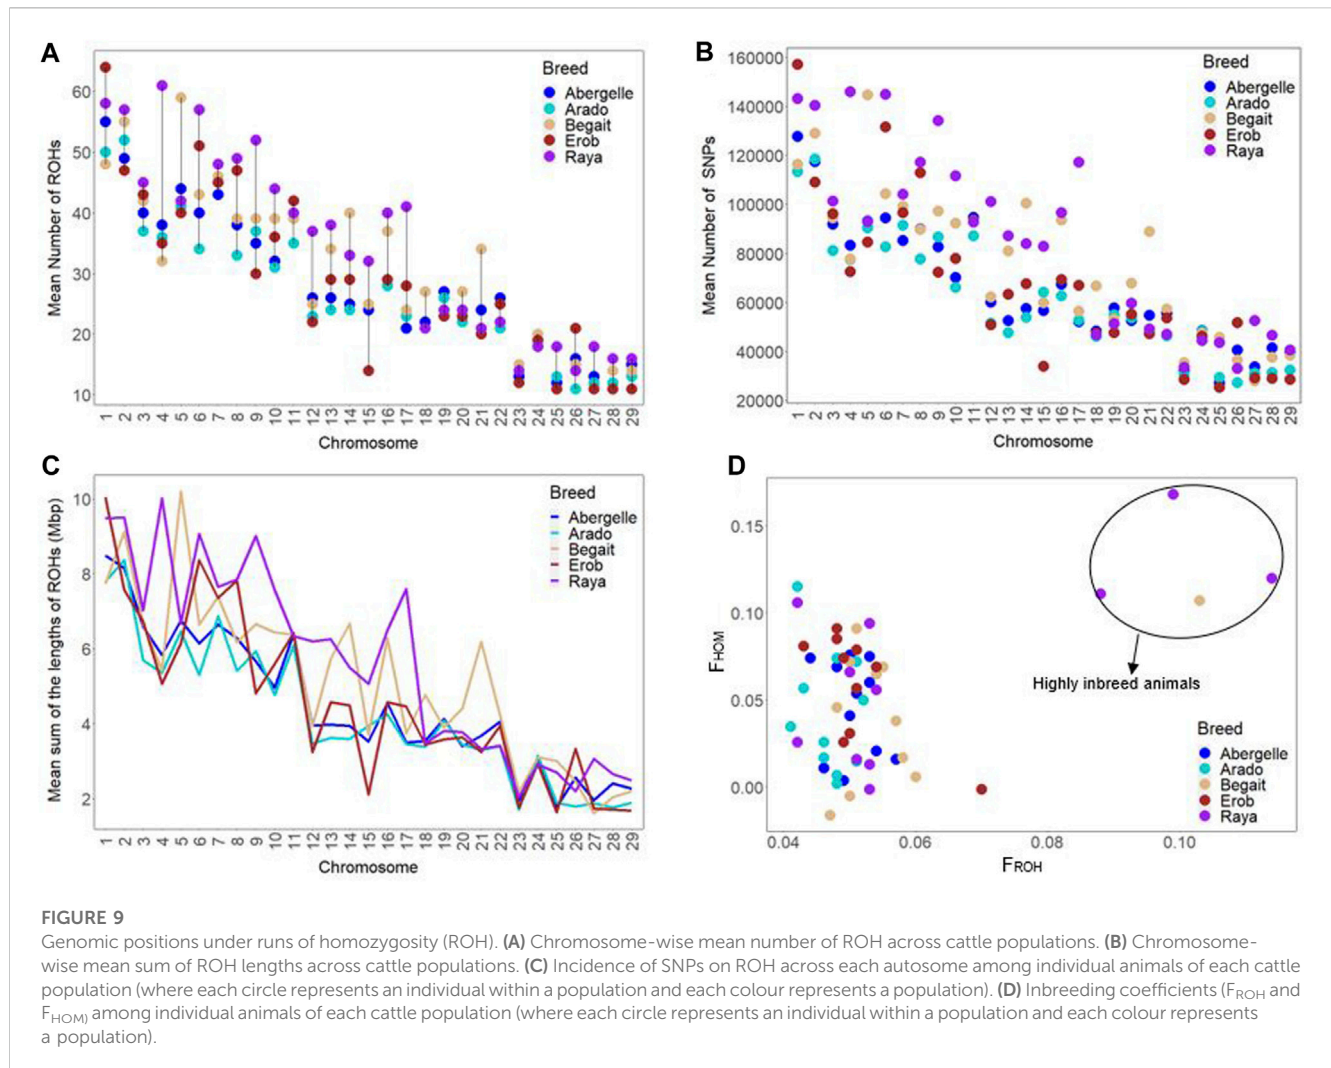 A
Mean Number of ROHs
60
50
40
30
20
10
Breed
Abergelle
Arado
Begait
Erob
Raya
1 2 3 4 5 6 7 8 9 10 11 12 13 14 15 16 17 18 19 20 21 22 23 24 25 26 27 28 29
Chromosome
B
Mean Number of SNPs
160000
140000
120000
100000
80000
60000
40000
20000
Breed
Abergelle
Arado
Begait
Erob
Raya
1 2 3 4 5 6 7 8 9 10 11 12 13 14 15 16 17 18 19 20 21 22 23 24 25 26 27 28 29
Chromosome
C
Mean sum of the lengths of ROHs (Mbp)
10
8
6
4
2
Breed
Abergelle
Arado
Begait
Erob
Raya
1 2 3 4 5 6 7 8 9 10 11 12 13 14 15 16 17 18 19 20 21 22 23 24 25 26 27 28 29
Chromosome
D
FHOM
0.15
0.10
0.05
0.00
Highly inbreed animals
Breed
Abergelle
Arado
Begait
Erob
Raya
0.04 0.06 0.08 0.10
FROH
FIGURE 9
Genomic positions under runs of homozygosity (ROH). (A) Chromosome-wise mean number of ROH across cattle populations. (B) Chromosome-
wise mean sum of ROH lengths across cattle populations. (C) Incidence of SNPs on ROH across each autosome among individual animals of each cattle
population (where each circle represents an individual within a population and each colour represents a population). (D) Inbreeding coefficients (FROH and
FHOM) among individual animals of each cattle population (where each circle represents an individual within a population and each colour represents
a population).